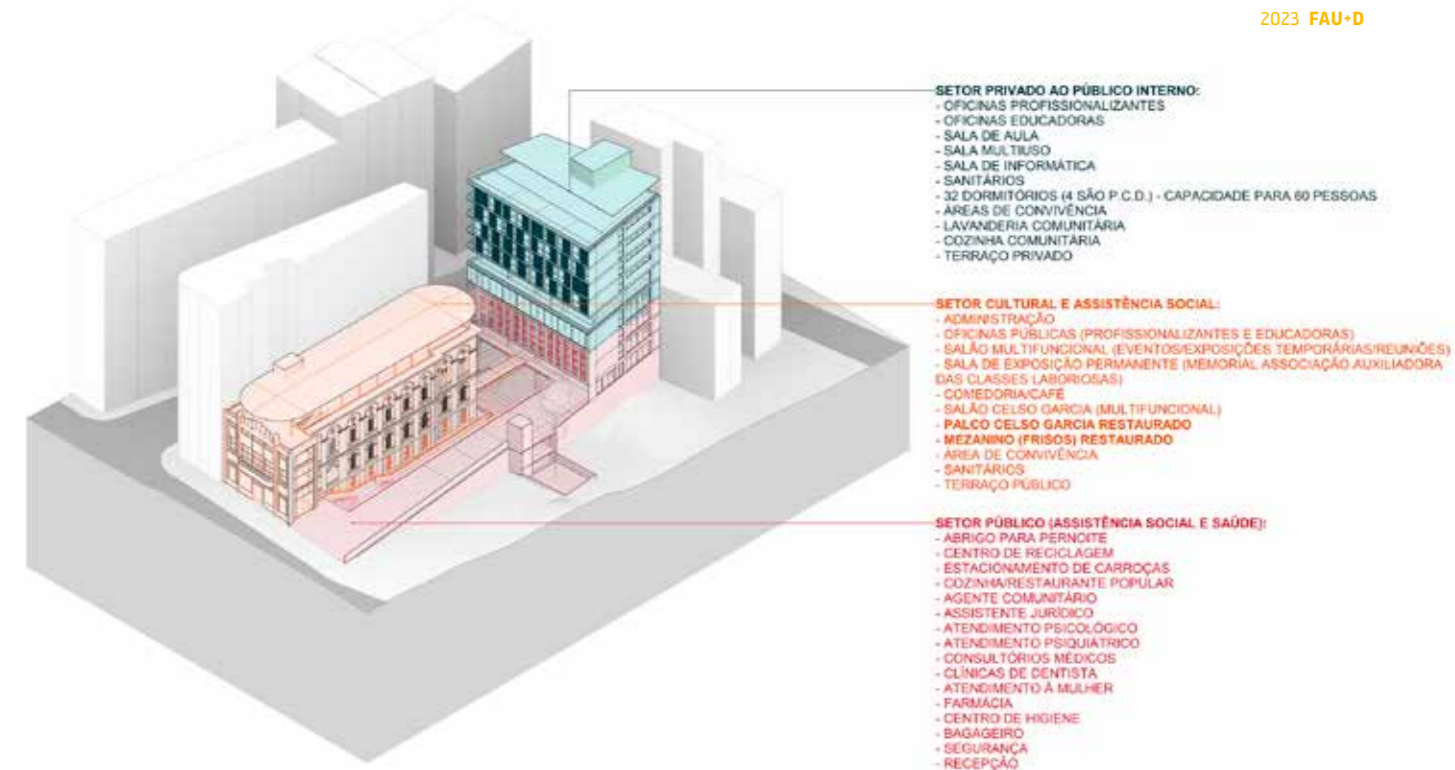 2023 FAU+D
SETOR PRIVADO AO PÚBLICO INTERNO:
- OFICINAS PROFISSIONALIZANTES
- OFICINAS EDUCADORAS
- SALA DE AULA
- SALA MULTIUSO
- SALA DE INFORMÁTICA
- SANITÁRIOS
- 32 DORMITÓRIOS (4 SÃO P.C.D.) - CAPACIDADE PARA 60 PESSOAS
- ÁREAS DE CONVIVÊNCIA
- LAVANDERIA COMUNITÁRIA
- COZINHA COMUNITÁRIA
- TERRAÇO PRIVADO
SETOR CULTURAL E ASSISTÊNCIA SOCIAL:
- ADMINISTRAÇÃO
- OFICINAS PÚBLICAS (PROFISSIONALIZANTES E EDUCADORAS)
- SALÃO MULTIFUNCIONAL (EVENTOS/EXPOSIÇÕES TEMPORÁRIAS/REUNIÕES)
- SALA DE EXPOSIÇÃO PERMANENTE (MEMORIAL ASSOCIAÇÃO AUXILIADORA
DAS CLASSES LABORIOSAS)
- COMEDORIA/CAFÉ
- SALÃO CELSO GARCIA (MULTIFUNCIONAL)
- PALCO CELSO GARCIA RESTAURADO
- MEZANINO (FRISOS) RESTAURADO
- ÁREA DE CONVIVÊNCIA
- SANITÁRIOS
- TERRAÇO PÚBLICO
SETOR PÚBLICO (ASSISTÊNCIA SOCIAL E SAÚDE):
- ABRIGO PARA PERNOITE
- CENTRO DE RECICLAGEM
- ESTACIONAMENTO DE CARROÇAS
- COZINHA/RESTAURANTE POPULAR
- AGENTE COMUNITÁRIO
- ASSISTENTE JURÍDICO
- ATENDIMENTO PSICOLÓGICO
- ATENDIMENTO PSIQUIÁTRICO
- CONSULTÓRIOS MÉDICOS
- CLÍNICAS DE DENTISTA
- ATENDIMENTO À MULHER
- FARMÁCIA
- CENTRO DE HIGIENE
- BAGAGEIRO
- SEGURANÇA
- RECEPÇÃO